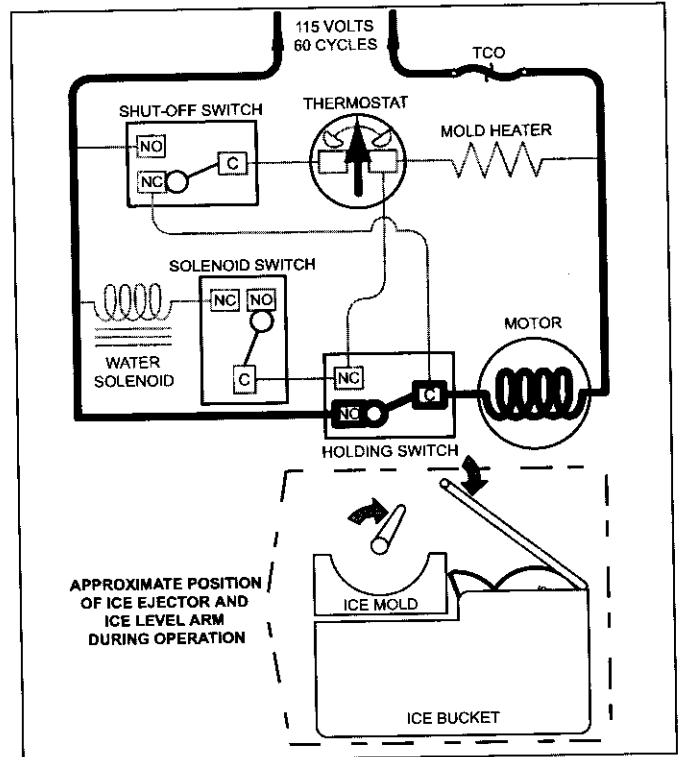 115 VOLTS
60 CYCLES
TCO
SHUT-OFF SWITCH
THERMOSTAT
MOLD HEATER
NO
C
NC
SOLENOID SWITCH
NC
NO
MOTOR
WATER
SOLENOID
C
NC
NO
C
HOLDING SWITCH
APPROXIMATE POSITION
OF ICE EJECTOR AND
ICE LEVEL ARM
DURING OPERATION
ICE MOLD
ICE BUCKET